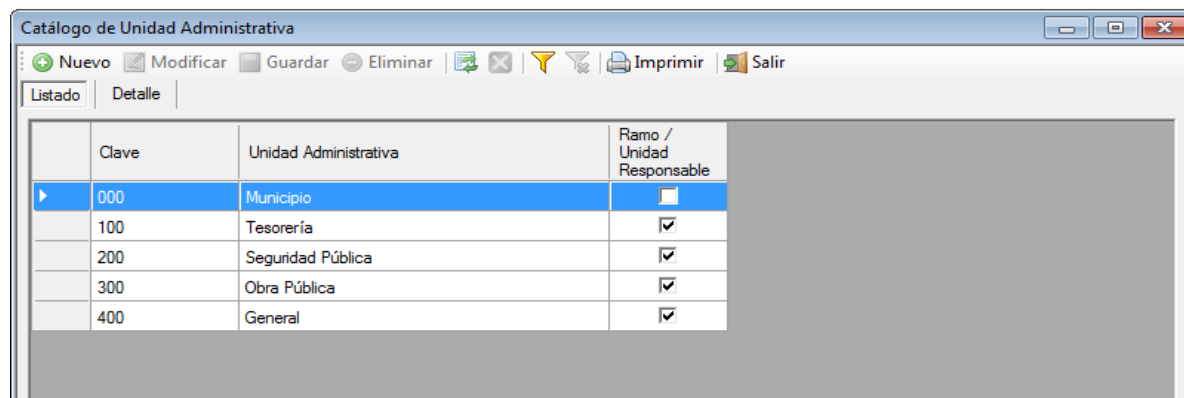 Catálogo de Unidad Administrativa
Nuevo Modificar Guardar Eliminar Imprimir Salir
Listado Detalle
Clave Unidad Administrativa Ramo /
Unidad
Responsable
000 Municipio
100 Tesorería
200 Seguridad Pública
300 Obra Pública
400 General